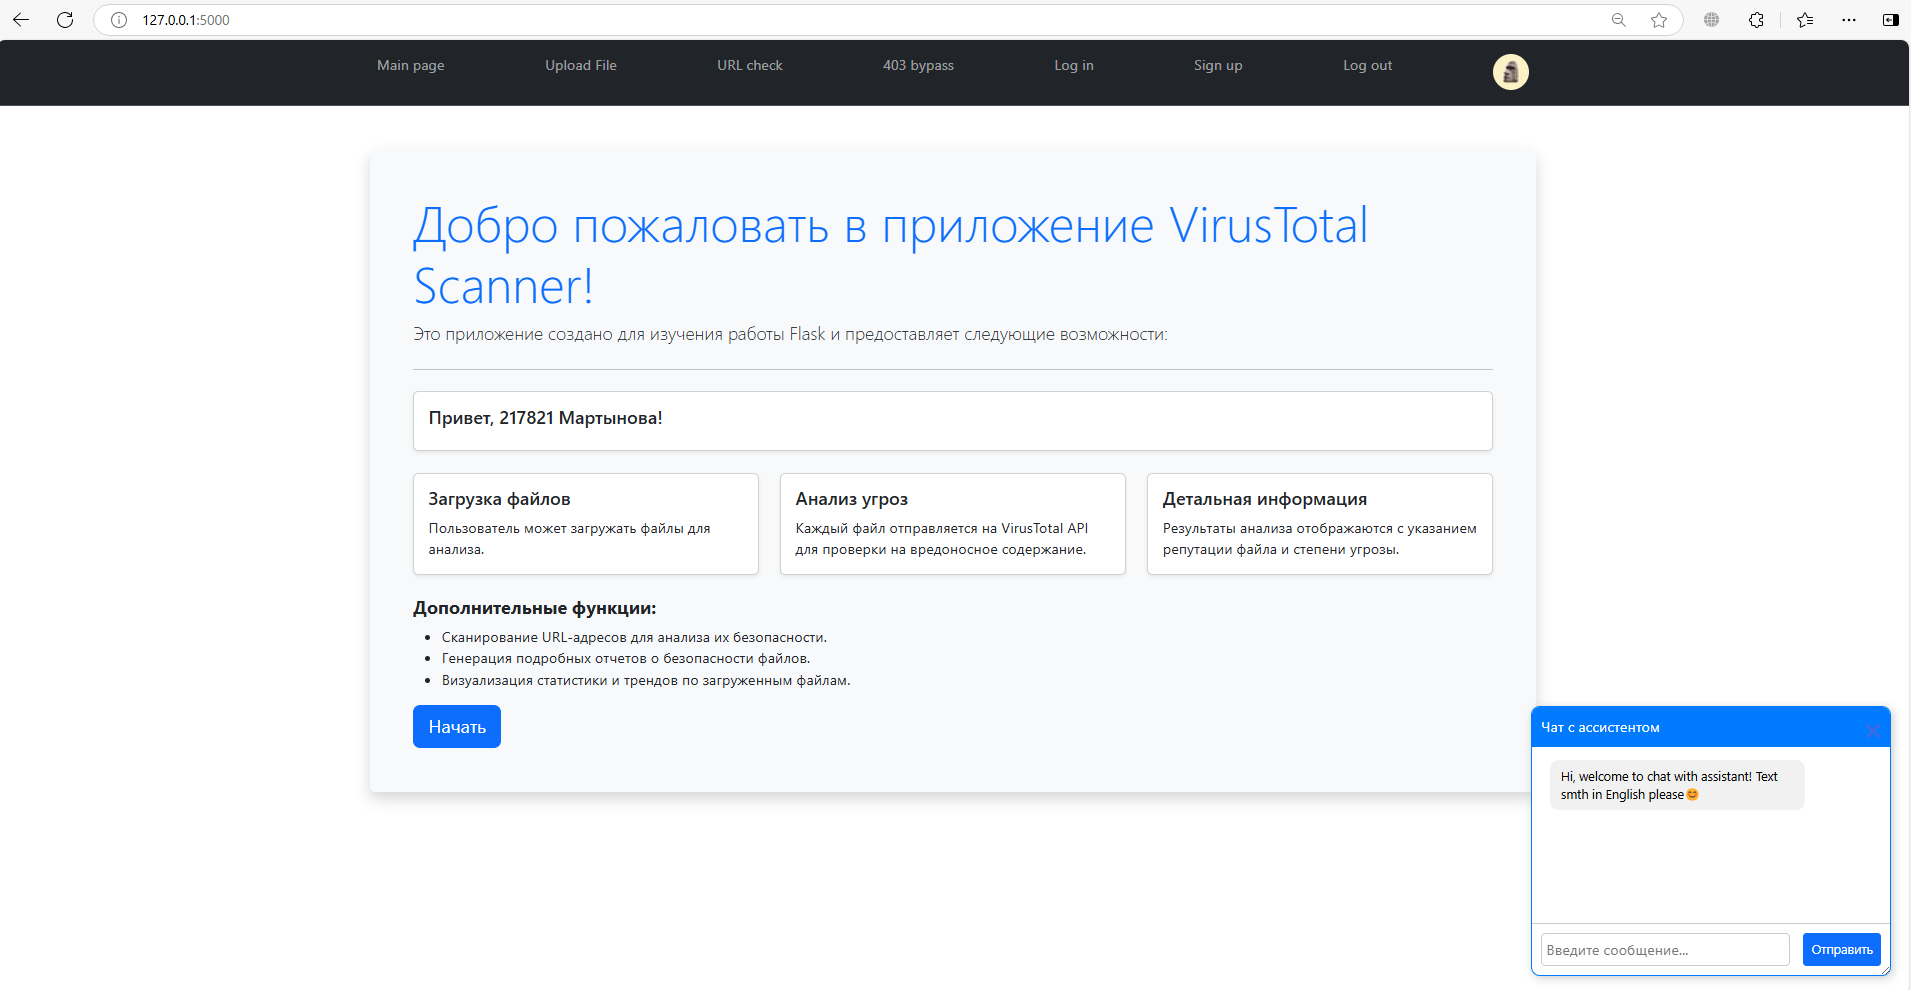 127.0.0.1:5000
Main page Upload File URL check 403 bypass Log in Sign up Log out
Добро пожаловать в приложение VirusTotal
Scanner!
Это приложение создано для изучения работы Flask и предоставляет следующие возможности:
Привет, 217821 Мартынова!
Загрузка файлов
Пользователь может загружать файлы для
анализа.
Анализ угроз
Каждый файл отправляется на VirusTotal API
для проверки на вредоносное содержание.
Детальная информация
Результаты анализа отображаются с указанием
репутации файла и степени угрозы.
Дополнительные функции:
• Сканирование URL-адресов для анализа их безопасности.
• Генерация подробных отчетов о безопасности файлов.
• Визуализация статистики и трендов по загруженным файлам.
Начать
Чат с ассистентом
Hi, welcome to chat with assistant! Text
smth in English please😊
Введите сообщение...
Отправить